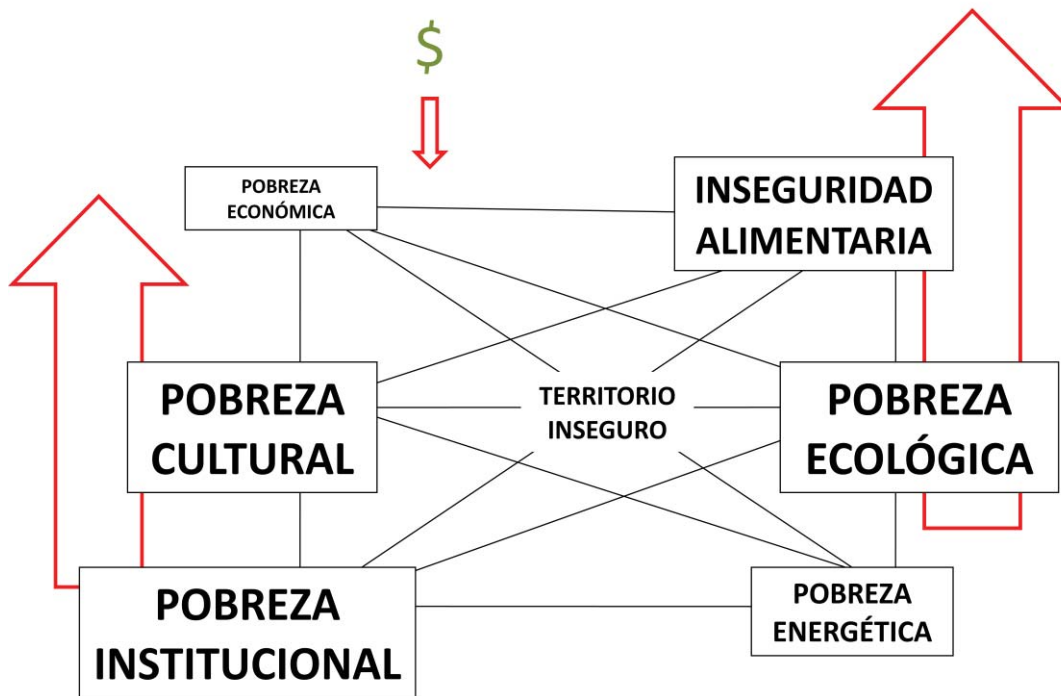 $
POBREZA
ECONÓMICA
INSEGURIDAD
ALIMENTARIA
POBREZA
CULTURAL
TERRITORIO
INSEGURO
POBREZA
ECOLÓGICA
POBREZA
INSTITUCIONAL
POBREZA
ENERGÉTICA